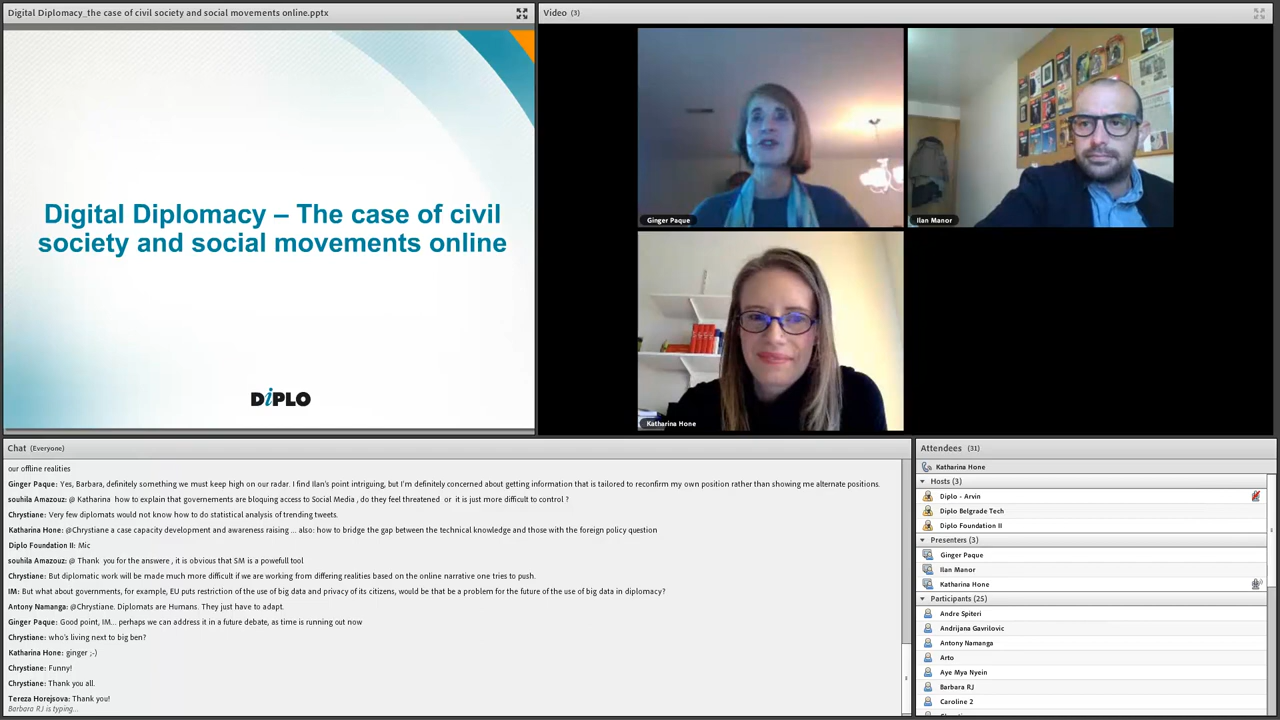 Digital Diplomacy_the case of civil society and social movements online.pptx
Digital Diplomacy – The case of civil
society and social movements online
DiPLO
Video (3)
Ginger Paque
Ilan Manor
Katharina Hone
Chat (Everyone)
our offline realities
Ginger Paque: Yes, Barbara, definitely something we must keep high on our radar. I find Ilan's point intriguing, but I'm definitely concerned about getting information that is tailored to reconfirm my own position rather than showing me alternate positions.
souhila Amazouz: @ Katharina how to explain that governements are bloquing access to Social Media , do they feel threatened or it is just more difficult to control ?
Chrystiane: Very few diplomats would not know how to do statistical analysis of trending tweets.
Katharina Hone: @Chrystiane a case capacity development and awareness raising ... also: how to bridge the gap between the technical knowledge and those with the foreign policy question
Diplo Foundation II: Mic
souhila Amazouz: @ Thank you for the answere , it is obvious that SM is a powefull tool
Chrystiane: But diplomatic work will be made much more difficult if we are working from differing realities based on the online narrative one tries to push.
IM: But what about governments, for example, EU puts restriction of the use of big data and privacy of its citizens, would be that be a problem for the future of the use of big data in diplomacy?
Antony Namanga: @Chrystiane. Diplomats are Humans. They just have to adapt.
Ginger Paque: Good point, IM... perhaps we can address it in a future debate, as time is running out now
Chrystiane: who's living next to big ben?
Katharina Hone: ginger ;-)
Chrystiane: Funny!
Chrystiane: Thank you all.
Tereza Horejsova: Thank you!
Barbara RJ is typing...
Attendees (31)
Katharina Hone
Hosts (3)
Diplo - Arvin
Diplo Belgrade Tech
Diplo Foundation II
Presenters (3)
Ginger Paque
Ilan Manor
Katharina Hone
Participants (25)
Andre Spiteri
Andrijana Gavrilovic
Antony Namanga
Arto
Aye Mya Nyein
Barbara RJ
Caroline 2